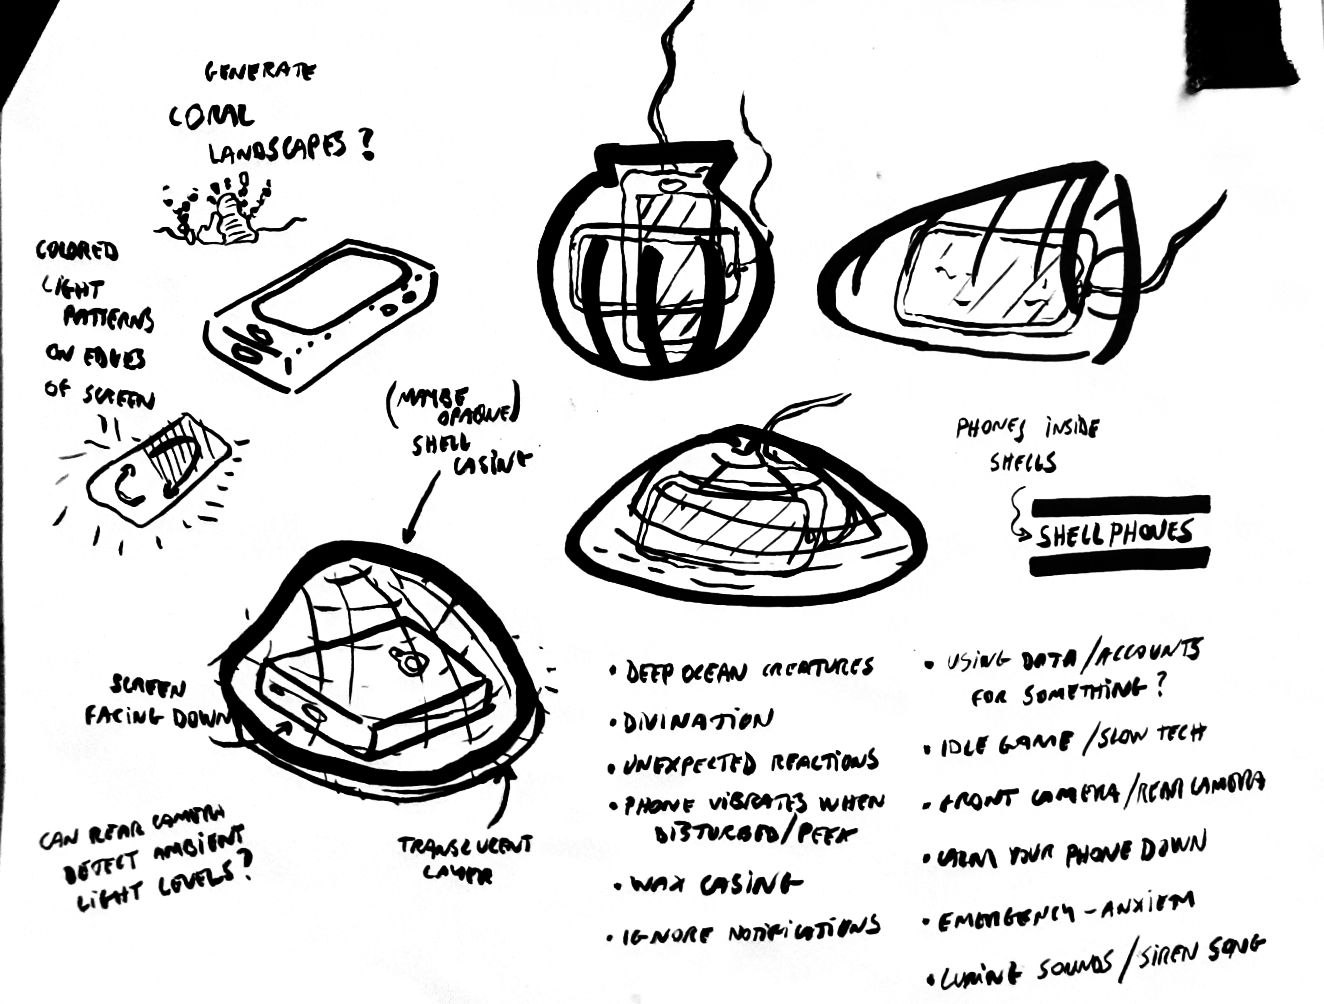 GENERATE
CORAL
LANDSCAPES?
COLORED
LIGHT
PATTERNS
ON EDGES
OF SCREEN
(MAYBE
OPAQUE)
SHELL
CASING
PHONES INSIDE
SHELLS
SHELLPHONES
SCREEN
FACING DOWN
CAN REAR CAMERA
DETECT AMBIENT
LIGHT LEVELS?
TRANSLUCENT
LAYER
• DEEP OCEAN CREATURES
• DIVINATION
• UNEXPECTED REACTIONS
• PHONE VIBRATES WHEN
DISTURBED/PEEK
• WAX CASING
• IGNORE NOTIFICATIONS
• USING DATA/ACCOUNTS
FOR SOMETHING?
• IDLE GAME/SLOW TECH
• FRONT CAMERA/REAR CAMERA
• CALM YOUR PHONE DOWN
• EMERGENCY-ANXIETY
• LURING SOUNDS/SIREN SONG